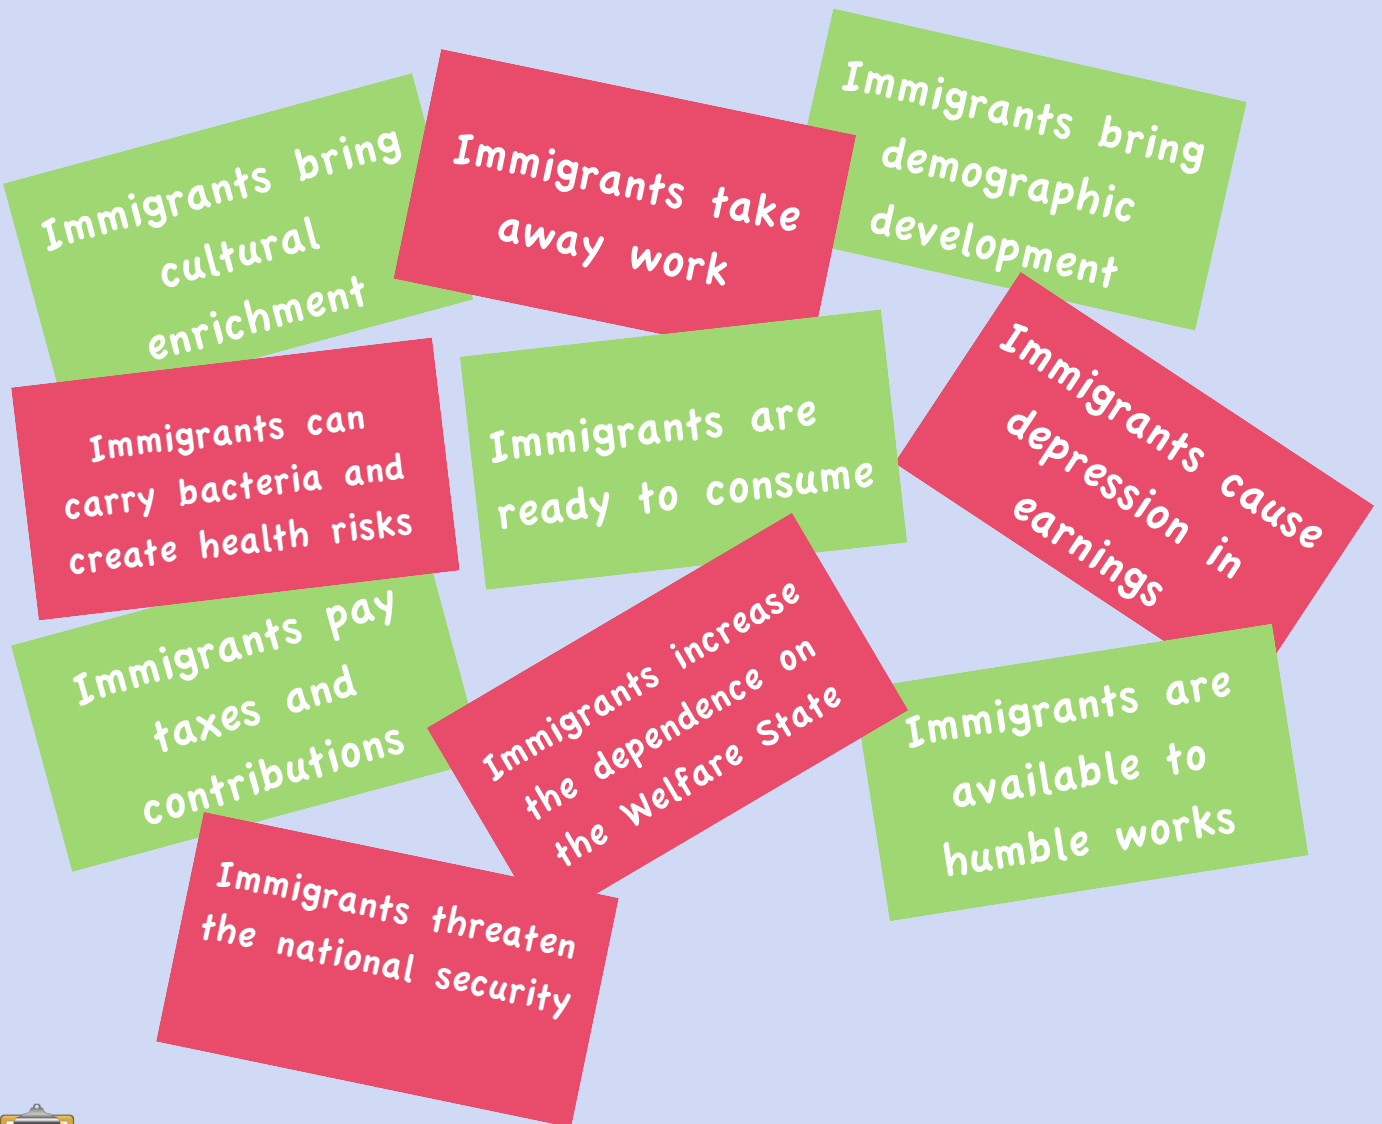 Immigrants bring
cultural
enrichment
Immigrants take
away work
Immigrants bring
demographic
development
Immigrants can
carry bacteria and
create health risks
Immigrants are
ready to consume
Immigrants cause
depression in
earnings
Immigrants pay
taxes and
contributions
Immigrants increase
the dependence on
the Welfare State
Immigrants are
available to
humble works
Immigrants threaten
the national security